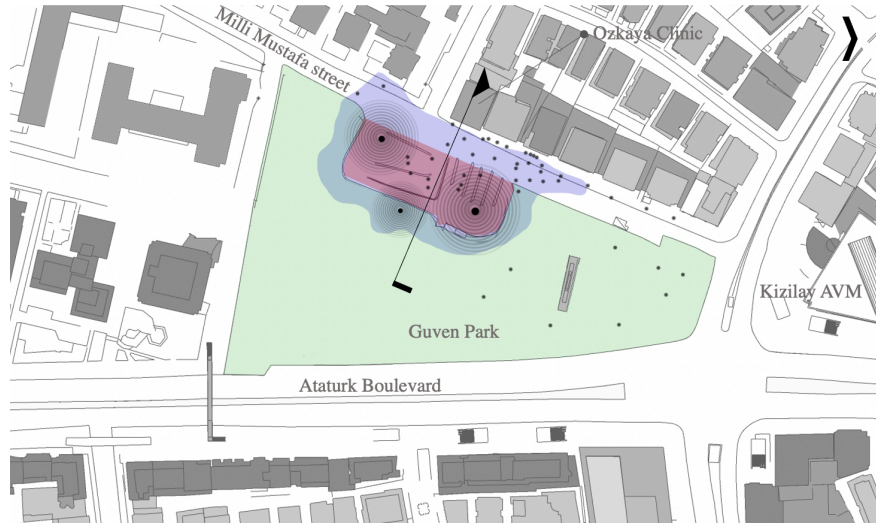 Milli Mustafa street
Ozkaya Clinic
Kizilay AVM
Guven Park
Ataturk Boulevard